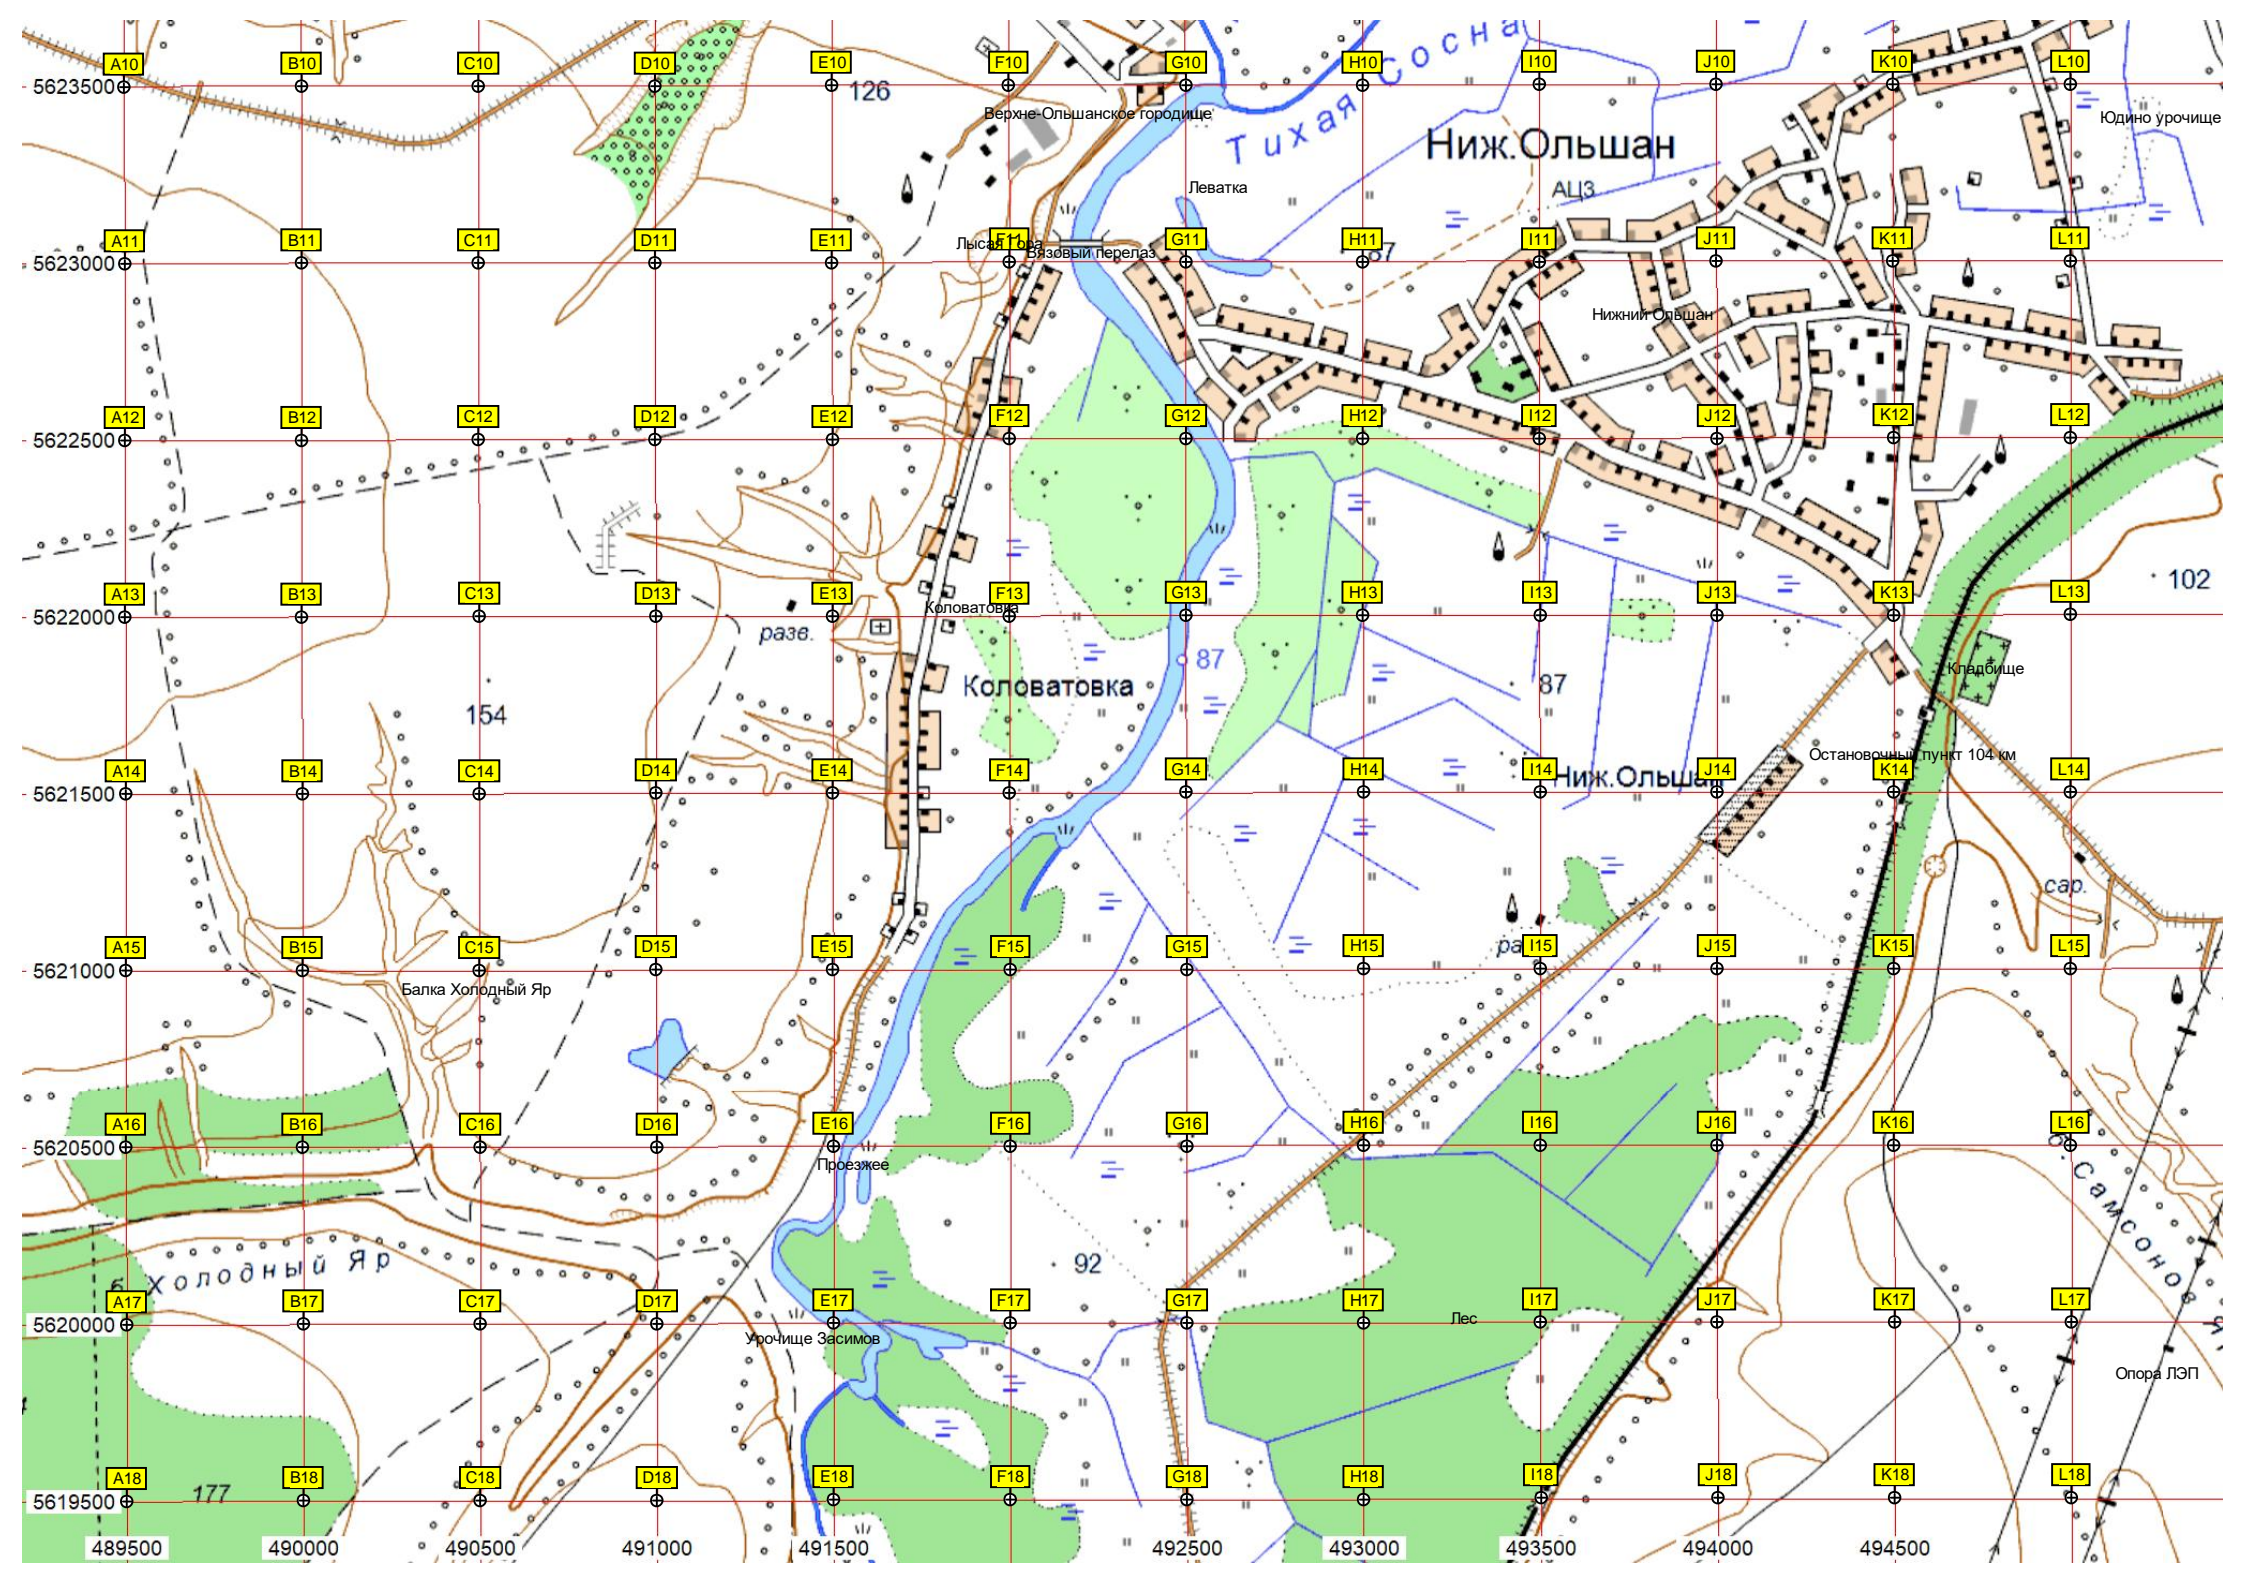 Тихая Сосна
A10 B10 C10 D10 E10 F10 G10 H10 I10 J10 K10 L10
5623500
126
Верхне-Ольшанское городище
Юдино урочище
Ниж.Ольшан
Леватка
АЦЗ
A11 B11 C11 D11 E11 F11 G11 H11 I11 J11 K11 L11
Лысая Гора
Вязовый перелаз
87
5623000
Нижний Ольшан
A12 B12 C12 D12 E12 F12 G12 H12 I12 J12 K12 L12
5622500
102
A13 B13 C13 D13 E13 F13 G13 H13 I13 J13 K13 L13
Коловатовка
5622000
разв.
87
Кладбище
Коловатовка
87
154
Остановочный пункт 104 км
A14 B14 C14 D14 E14 F14 G14 H14 I14 J14 K14 L14
Ниж.Ольшан
5621500
сар.
A15 B15 C15 D15 E15 F15 G15 H15 I15 J15 K15 L15
ра
5621000
Балка Холодный Яр
A16 B16 C16 D16 E16 F16 G16 H16 I16 J16 K16 L16
5620500
Проезжее
б. Самсонов Я
92
б. Холодный Яр
A17 B17 C17 D17 E17 F17 G17 H17 I17 J17 K17 L17
5620000
Лес
Урочище Засимов
Опора ЛЭП
A18 B18 C18 D18 E18 F18 G18 H18 I18 J18 K18 L18
177
5619500
489500 490000 490500 491000 491500 492500 493000 493500 494000 494500